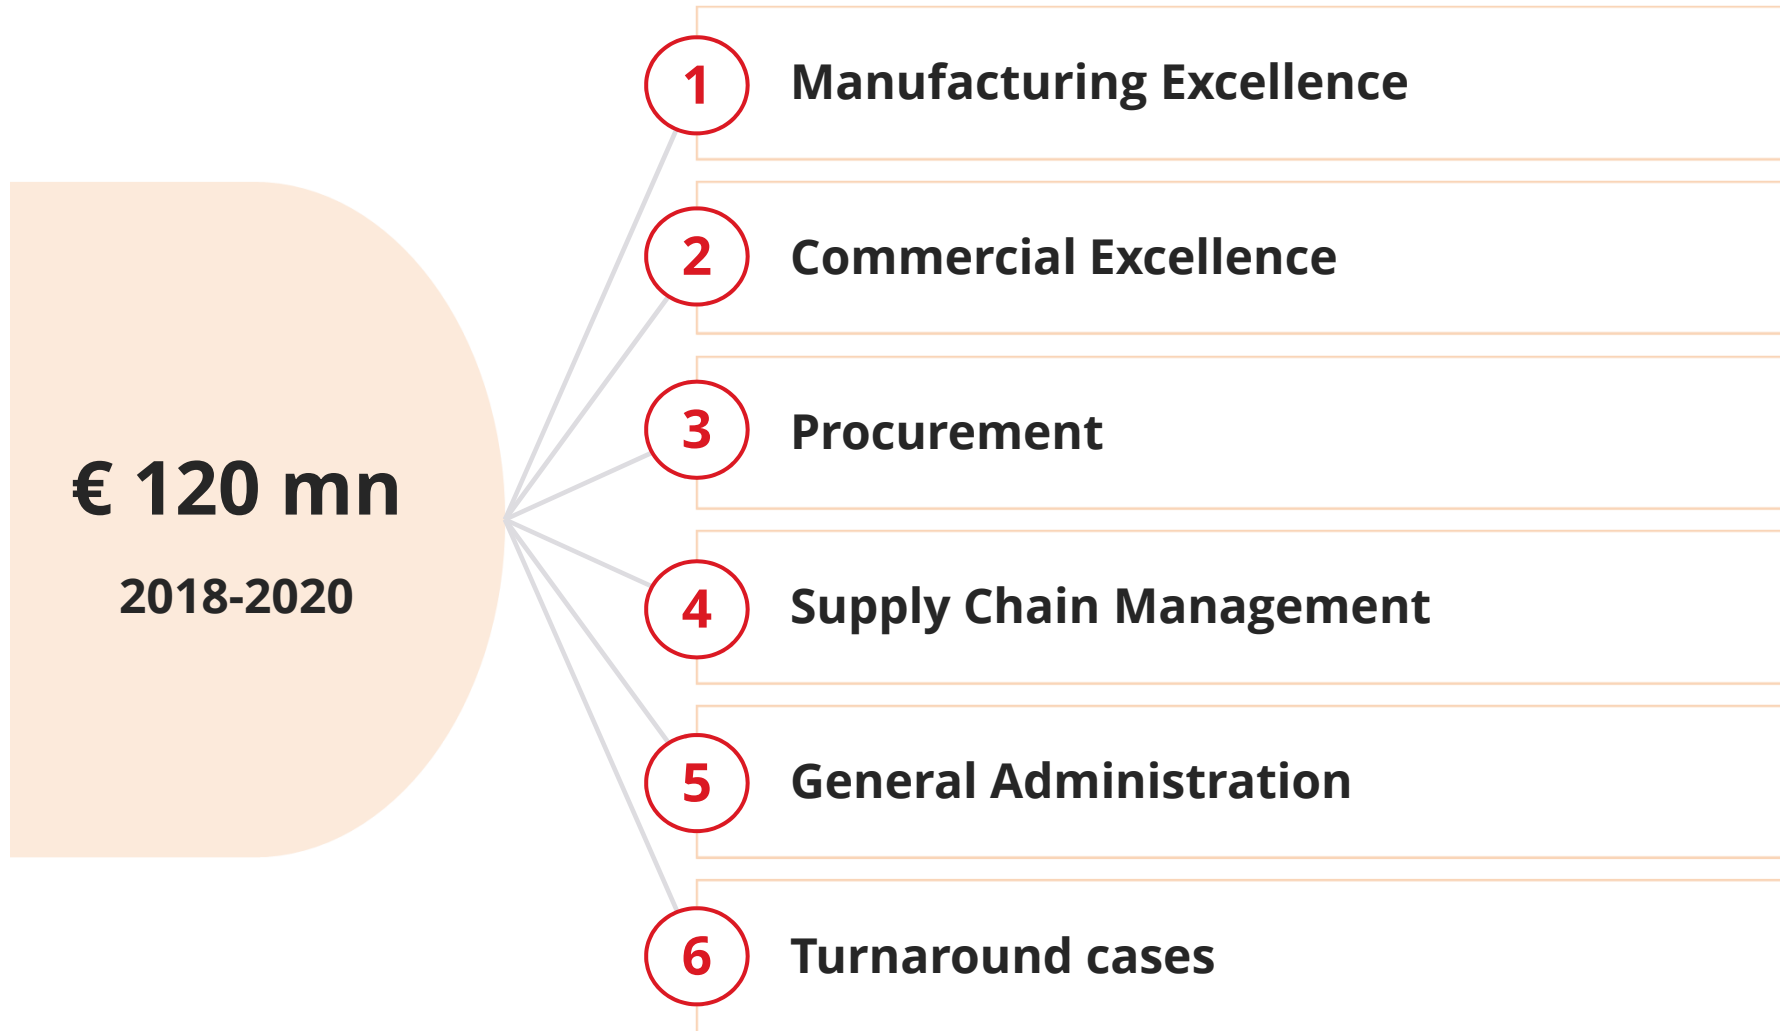 € 120 mn
2018-2020
1 Manufacturing Excellence
2 Commercial Excellence
3 Procurement
4 Supply Chain Management
5 General Administration
6 Turnaround cases